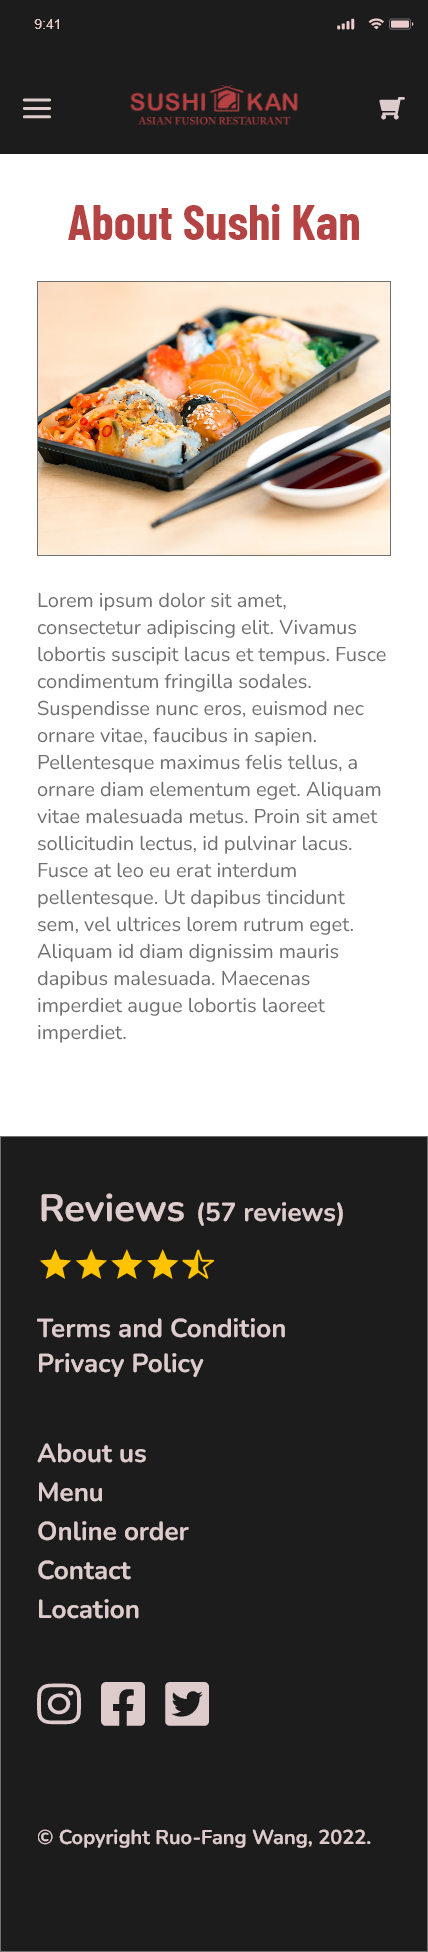 9:41
SUSHI KAN
ASIAN FUSION RESTAURANT
About Sushi Kan
Lorem ipsum dolor sit amet,
consectetur adipiscing elit. Vivamus
lobortis suscipit lacus et tempus. Fusce
condimentum fringilla sodales.
Suspendisse nunc eros, euismod nec
ornare vitae, faucibus in sapien.
Pellentesque maximus felis tellus, a
ornare diam elementum eget. Aliquam
vitae malesuada metus. Proin sit amet
sollicitudin lectus, id pulvinar lacus.
Fusce at leo eu erat interdum
pellentesque. Ut dapibus tincidunt
sem, vel ultrices lorem rutrum eget.
Aliquam id diam dignissim mauris
dapibus malesuada. Maecenas
imperdiet augue lobortis laoreet
imperdiet.
Reviews (57 reviews)
Terms and Condition
Privacy Policy
About us
Menu
Online order
Contact
Location
© Copyright Ruo-Fang Wang, 2022.